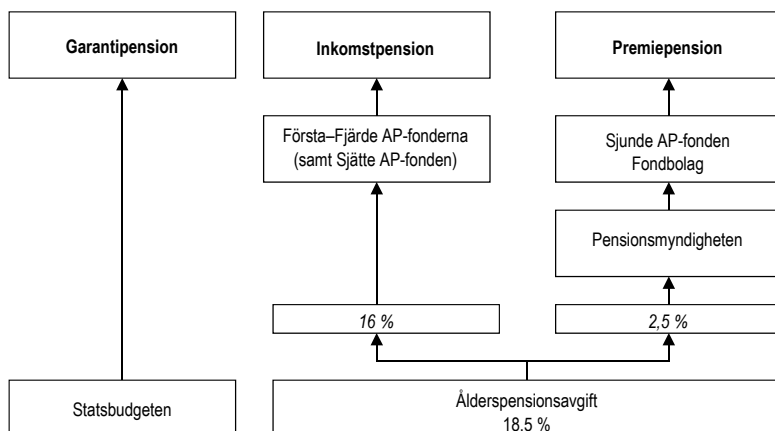 Garantipension
Inkomstpension
Premiepension
Första–Fjärde AP-fonderna
(samt Sjätte AP-fonden)
Sjunde AP-fonden
Fondbolag
Pensionsmyndigheten
16 %
2,5 %
Statsbudgeten
Ålderspensionsavgift
18,5 %